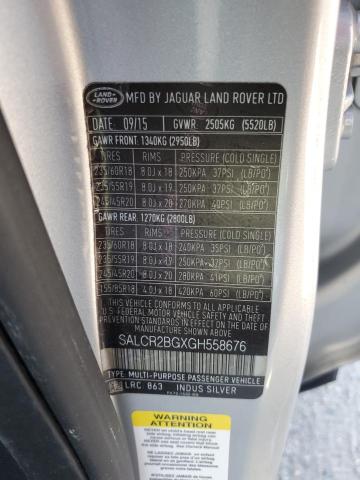 LAND- -ROVER
MFD BY JAGUAR LAND ROVER LTD
DATE 09/15 GVWR: 2505KG (5520LB)
GAWR FRONT: 1340KG (2950LB)
TIRES RIMS PRESSURE (COLD SINGLE)
235/60R18 8.0J x 18 250KPA 37PSI (LB/PO²)
235/55R19 8.0J x 19 250KPA 37PSI (LB/PO²)
245/45R20 8.0J x 20 270KPA 40PSI (LB/PO²)
GAWR REAR: 1270KG (2800LB)
TIRES RIMS PRESSURE (COLD SINGLE)
235/60R18 8.0J x 18 240KPA 35PSI (LB/PO²)
235/55R19 8.0J x 19 250KPA 37PSI (LB/PO²)
245/45R20 8.0J x 20 280KPA 41PSI (LB/PO²)
155/85R18 4.0J x 18 420KPA 60PSI (LB/PO²)
THIS VEHICLE CONFORMS TO ALL APPLICABLE
U.S. FEDERAL MOTOR VEHICLE SAFETY, BUMPER,
AND THEFT PREVENTION STANDARDS
IN EFFECT ON THE DATE OF
MANUFACTURE SHOWN ABOVE.
SALCR2BGXGH558676
TYPE: MULTI-PURPOSE PASSENGER VEHICLE
LRC 863 INDUS SILVER
WARNING ATTENTION